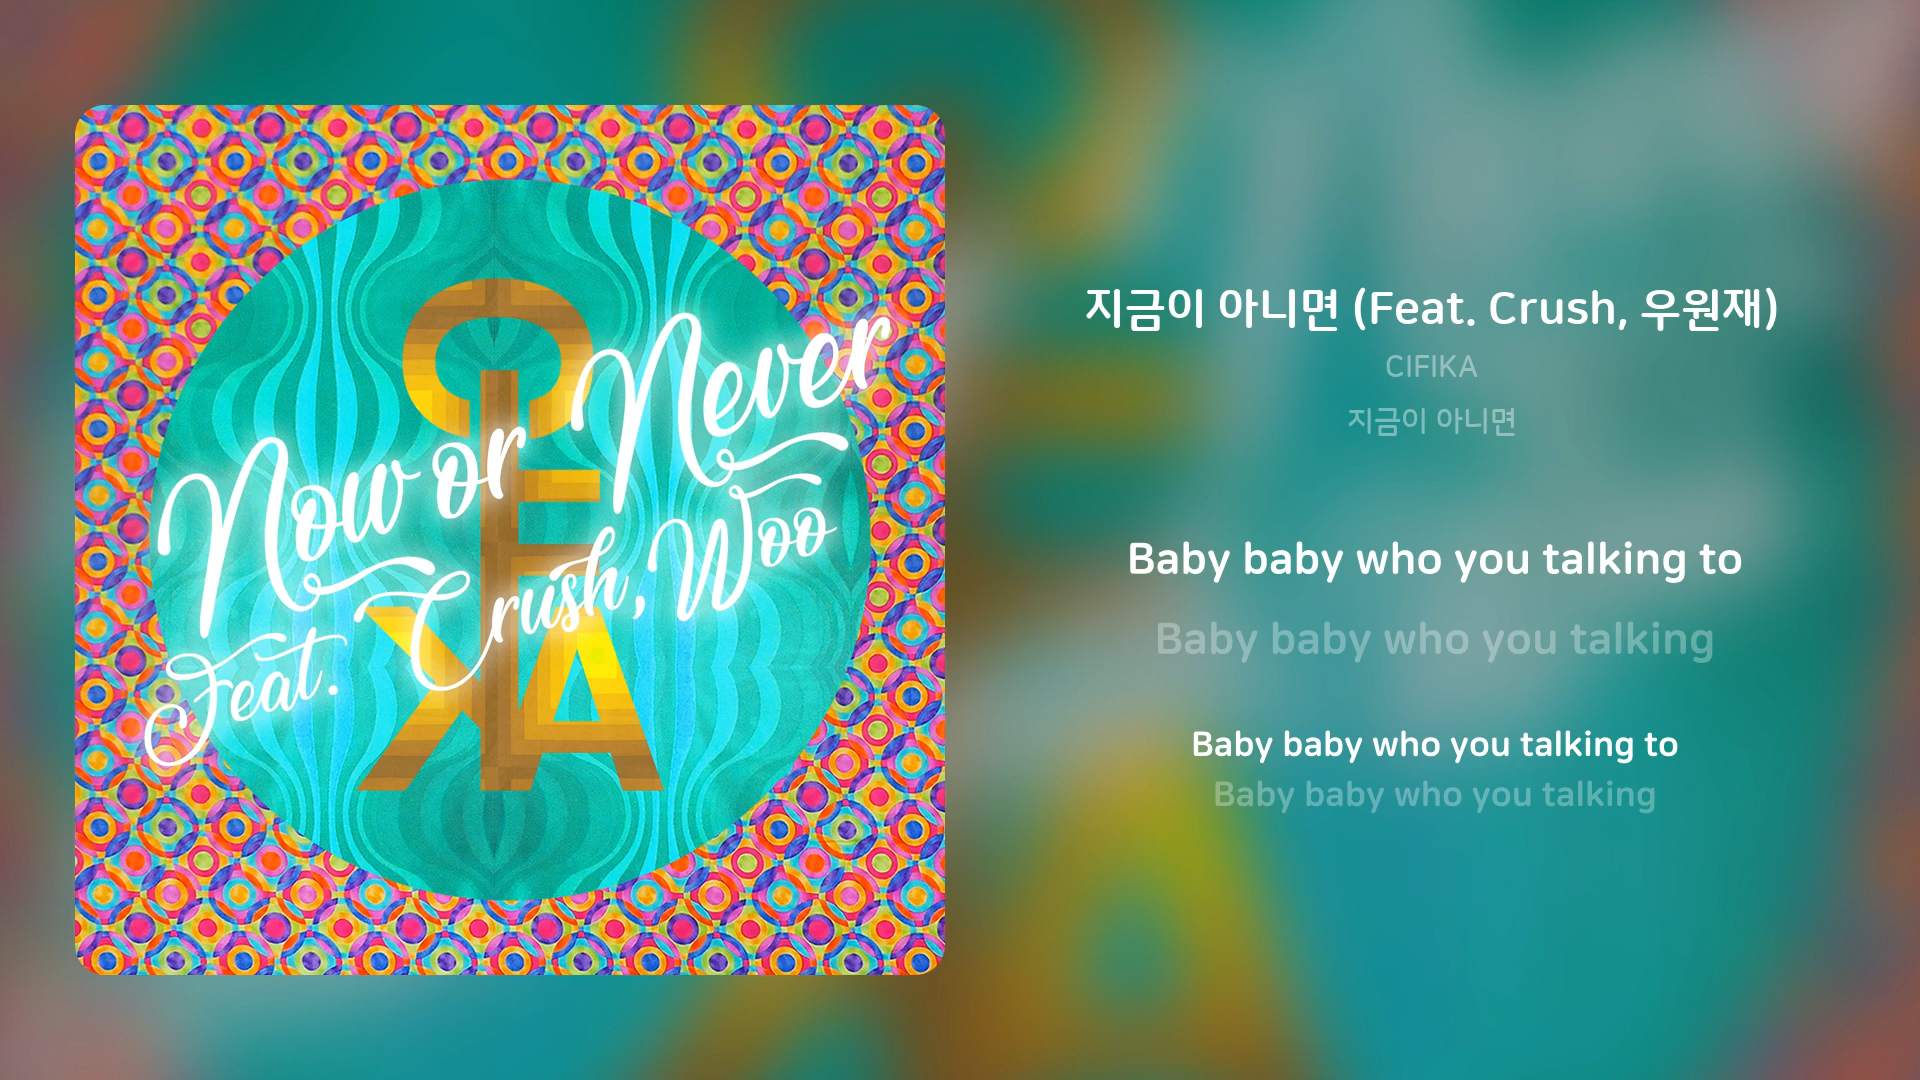 Now or Never
Feat. Crush, Woo
CIFIKA
지금이 아니면 (Feat. Crush, 우원재)
CIFIKA
지금이 아니면
Baby baby who you talking to
Baby baby who you talking
Baby baby who you talking to
Baby baby who you talking